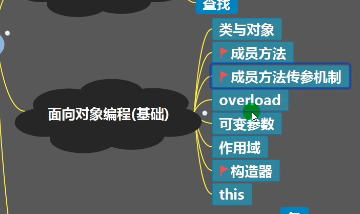 查找
类与对象
成员方法
成员方法传参机制
面向对象编程(基础)
overload
可变参数
作用域
构造器
this